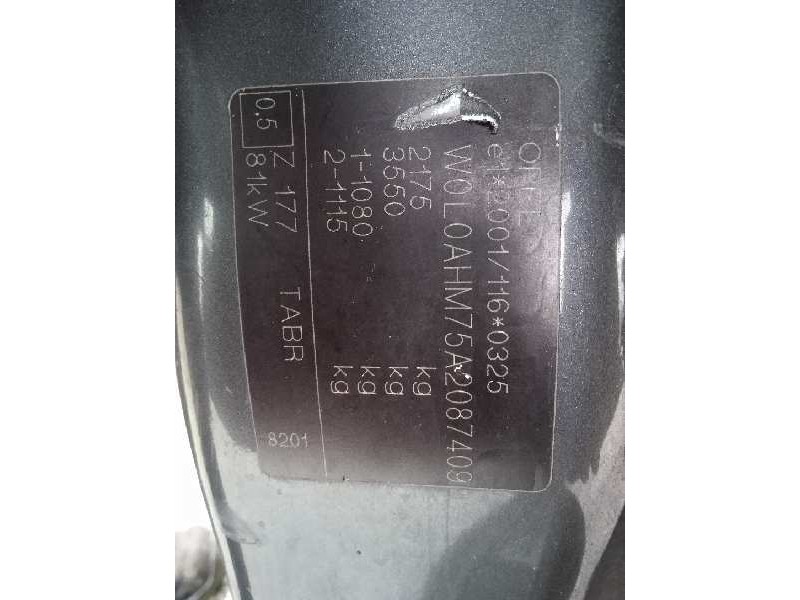 OPEL
e1*2001/116*0325
W0L0AHM75A2087409
2175 kg
3550 kg
1-1080 kg
2-1115 kg
Z 177 TABR
0.5 81kW
8201